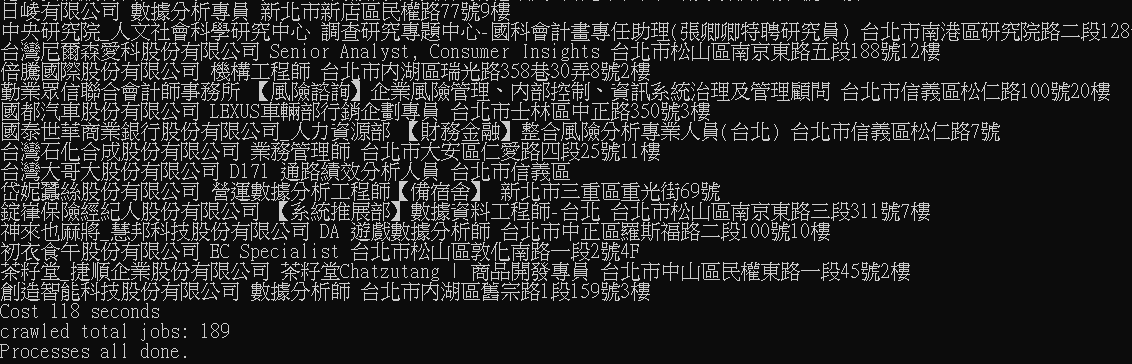 日崚有限公司 數據分析專員 新北市新店區民權路77號9樓
中央研究院_人文社會科學研究中心 調查研究專題中心-國科會計畫專任助理(張卿卿特聘研究員) 台北市南港區研究院路二段128
台灣尼爾森愛科股份有限公司 Senior Analyst, Consumer Insights 台北市松山區南京東路五段188號12樓
倍騰國際股份有限公司 機構工程師 台北市內湖區瑞光路358巷30弄8號2樓
勤業眾信聯合會計師事務所 【風險諮詢】企業風險管理、內部控制、資訊系統治理及管理顧問 台北市信義區松仁路100號20樓
國都汽車股份有限公司 LEXUS車輛部行銷企劃專員 台北市士林區中正路350號3樓
國泰世華商業銀行股份有限公司_人力資源部 【財務金融】整合風險分析專業人員(台北) 台北市信義區松仁路7號
台灣石化合成股份有限公司 業務管理師 台北市大安區仁愛路四段25號11樓
台灣大哥大股份有限公司 D171 通路績效分析人員 台北市信義區
岱妮蠶絲股份有限公司 營運數據分析工程師【備宿舍】 新北市三重區重光街69號
錠嵂保險經紀人股份有限公司 【系統推展部】數據資料工程師-台北 台北市松山區南京東路三段311號7樓
神來也麻將_慧邦科技股份有限公司 DA 遊戲數據分析師 台北市中正區羅斯福路二段100號10樓
初衣食午股份有限公司 EC Specialist 台北市松山區敦化南路一段2號4F
茶籽堂_捷順企業股份有限公司 茶籽堂Chatzutang | 商品開發專員 台北市中山區民權東路一段45號2樓
創造智能科技股份有限公司 數據分析師 台北市內湖區舊宗路1段159號3樓
Cost 118 seconds
crawled total jobs: 189
Processes all done.